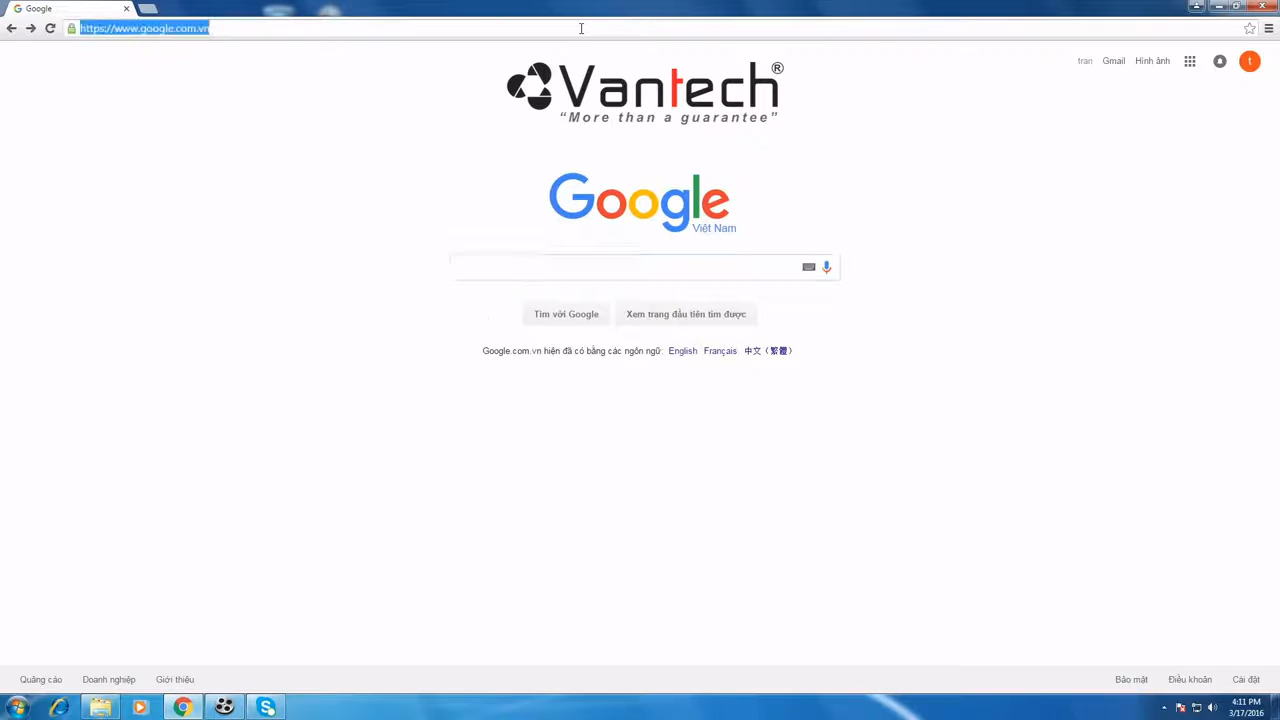 Google
https://www.google.com.vn
tran Gmail Hình ảnh t
Vantech®
“More than a guarantee”
Google
Việt Nam
Tìm với Google Xem trang đầu tiên tìm được
Google.com.vn hiện đã có bằng các ngôn ngữ: English Français 中文（繁體）
Quảng cáo Doanh nghiệp Giới thiệu Bảo mật Điều khoản Cài đặt
4:11 PM
3/17/2016